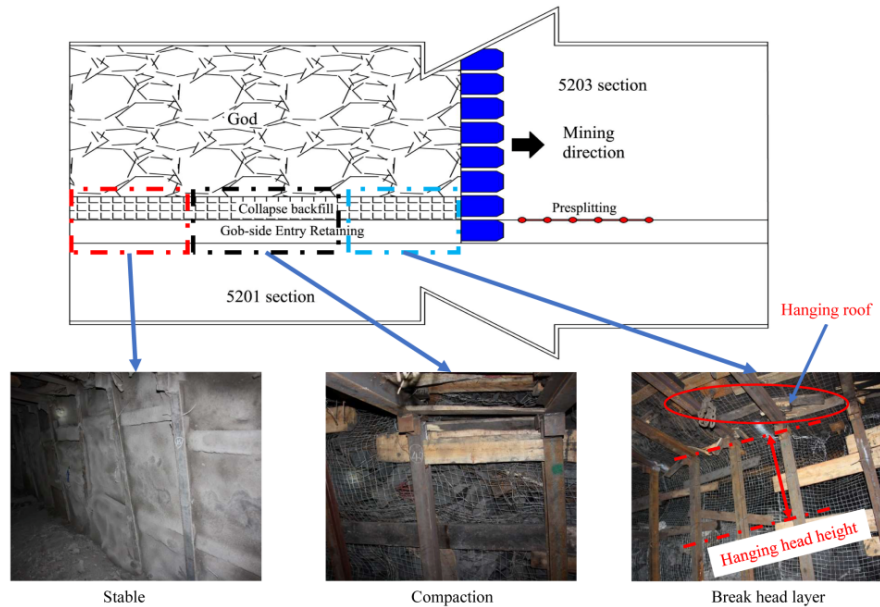 5203 section
God
Mining
direction
Collapse backfill
Presplitting
Gob-side Entry Retaining
5201 section
Hanging roof
Hanging head height
Stable
Compaction
Break head layer